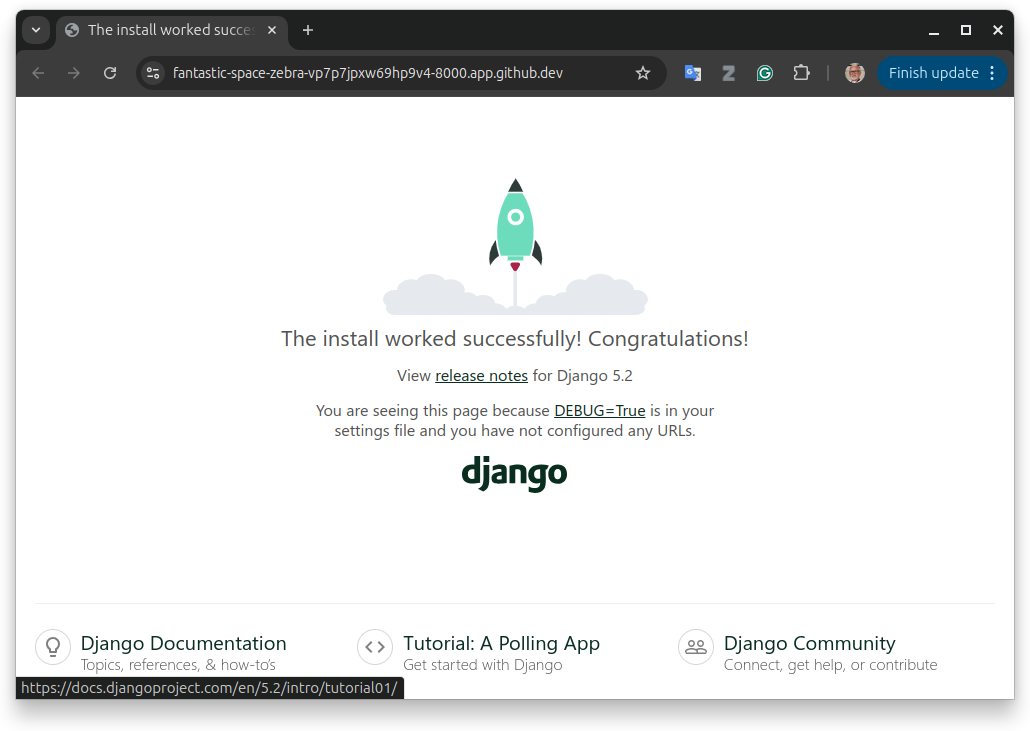 The install worked succes
fantastic-space-zebra-vp7p7jpxw69hp9v4-8000.app.github.dev
Finish update
The install worked successfully! Congratulations!
View release notes for Django 5.2
You are seeing this page because DEBUG=True is in your
settings file and you have not configured any URLs.
django
Django Documentation
Topics, references, & how-to's
Tutorial: A Polling App
Get started with Django
Django Community
Connect, get help, or contribute
https://docs.djangoproject.com/en/5.2/intro/tutorial01/